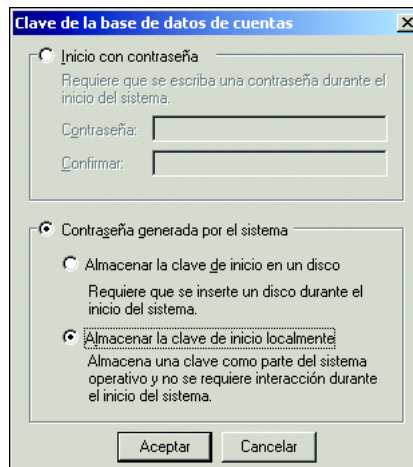 Clave de la base de datos de cuentas
Inicio con contraseña
Requiere que se escriba una contraseña durante el
inicio del sistema.
Contraseña:
Confirmar:
Contraseña generada por el sistema
Almacenar la clave de inicio en un disco
Requiere que se inserte un disco durante el
inicio del sistema.
Almacenar la clave de inicio localmente
Almacena una clave como parte del sistema
operativo y no se requiere interacción durante
el inicio del sistema.
Aceptar
Cancelar